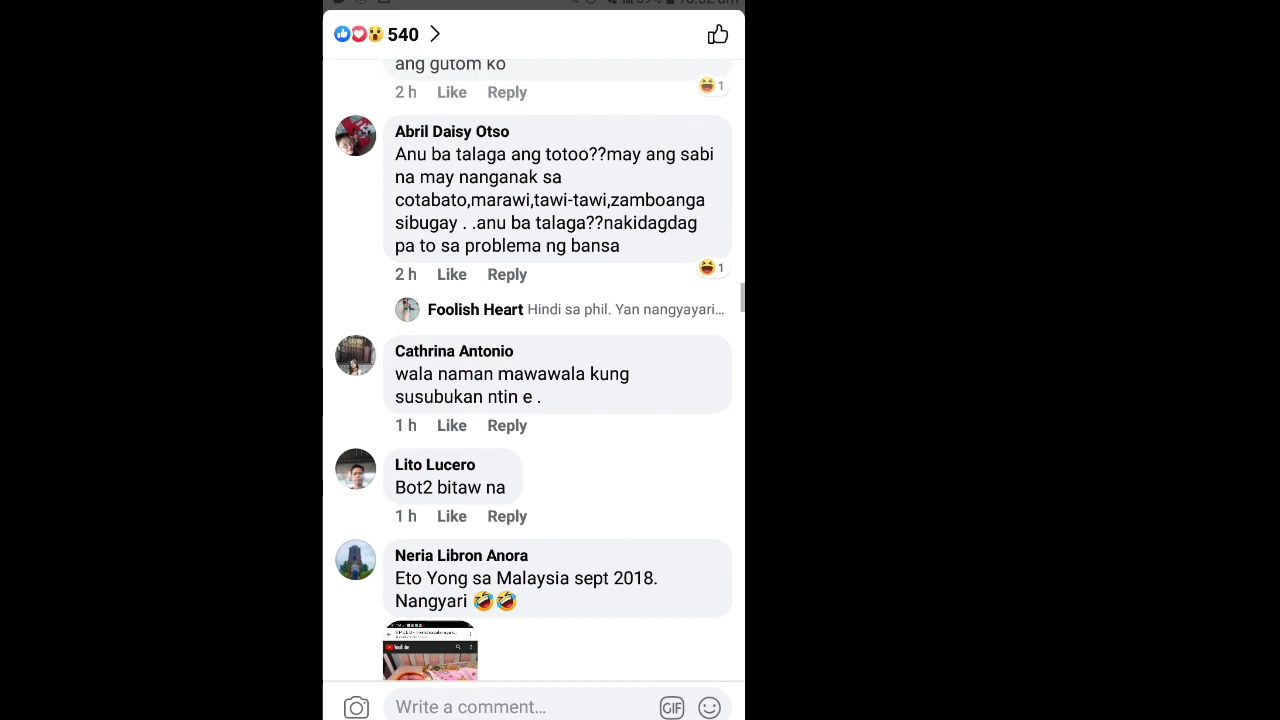 540
ang gutom ko
2 h Like Reply
1
Abril Daisy Otso
Anu ba talaga ang totoo??may ang sabi
na may nanganak sa
cotabato,marawi,tawi-tawi,zamboanga
sibugay . .anu ba talaga??nakidagdag
pa to sa problema ng bansa
2 h Like Reply
1
Foolish Heart Hindi sa phil. Yan nangyayari...
Cathrina Antonio
wala naman mawawala kung
susubukan ntin e .
1 h Like Reply
Lito Lucero
Bot2 bitaw na
1 h Like Reply
Neria Libron Anora
Eto Yong sa Malaysia sept 2018.
Nangyari 🤣🤣
YouTube
Write a comment...
GIF